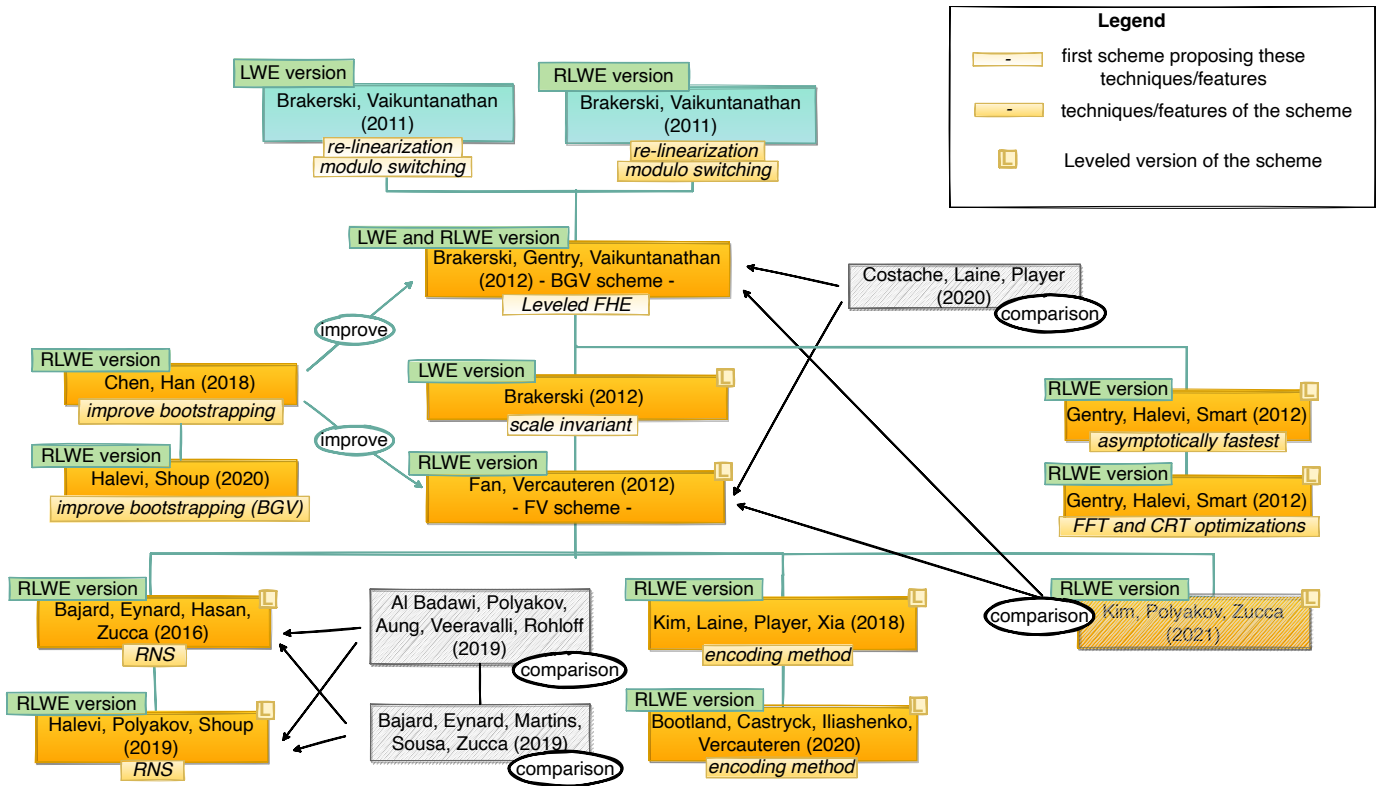 Legend
-
first scheme proposing these
techniques/features
-
techniques/features of the scheme
L
Leveled version of the scheme
LWE version
Brakerski, Vaikuntanathan
(2011)
re-linearization
modulo switching
RLWE version
Brakerski, Vaikuntanathan
(2011)
re-linearization
modulo switching
LWE and RLWE version
Brakerski, Gentry, Vaikuntanathan
(2012) - BGV scheme -
Leveled FHE
Costache, Laine, Player
(2020)
comparison
improve
RLWE version
Chen, Han (2018)
improve bootstrapping
LWE version
L
Brakerski (2012)
scale invariant
RLWE version
L
Gentry, Halevi, Smart (2012)
asymptotically fastest
improve
RLWE version
Halevi, Shoup (2020)
improve bootstrapping (BGV)
RLWE version
L
Fan, Vercauteren (2012)
- FV scheme -
RLWE version
L
Gentry, Halevi, Smart (2012)
FFT and CRT optimizations
RLWE version
L
Bajard, Eynard, Hasan,
Zucca (2016)
RNS
Al Badawi, Polyakov,
Aung, Veeravalli, Rohloff
(2019)
comparison
RLWE version
L
Kim, Laine, Player, Xia (2018)
encoding method
RLWE version
L
comparison
Kim, Polyakov, Zucca
(2021)
RLWE version
L
Halevi, Polyakov, Shoup
(2019)
RNS
Bajard, Eynard, Martins,
Sousa, Zucca (2019)
comparison
RLWE version
L
Bootland, Castryck, Iliashenko,
Vercauteren (2020)
encoding method